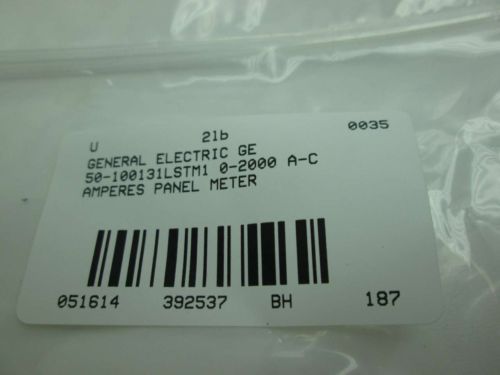 U 21b 0035
GENERAL ELECTRIC GE
50-100131LSTM1 0-2000 A-C
AMPERES PANEL METER
051614 392537 BH 187